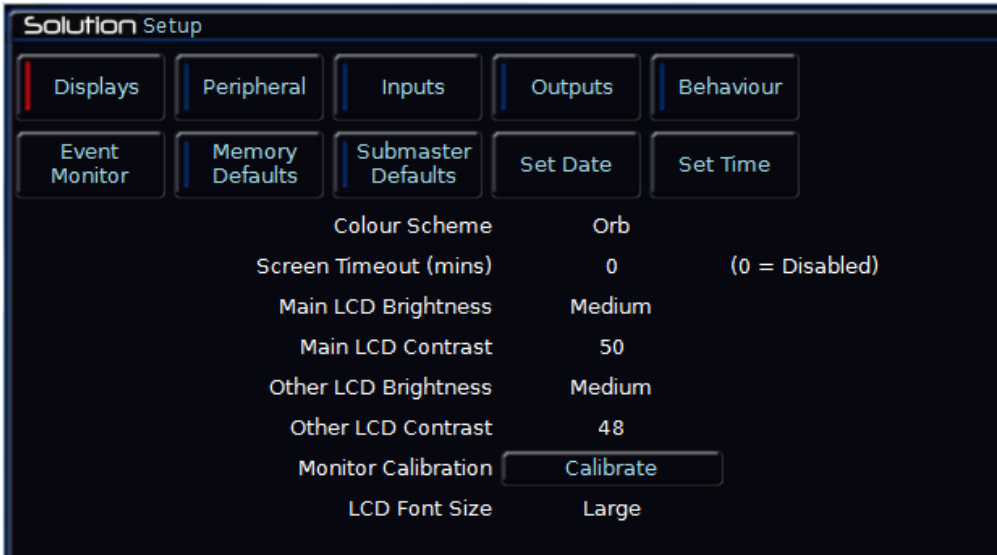 Solution Setup
Displays Peripheral Inputs Outputs Behaviour
Event Monitor Memory Defaults Submaster Defaults Set Date Set Time
Colour Scheme Orb
Screen Timeout (mins) 0 (0 = Disabled)
Main LCD Brightness Medium
Main LCD Contrast 50
Other LCD Brightness Medium
Other LCD Contrast 48
Monitor Calibration Calibrate
LCD Font Size Large